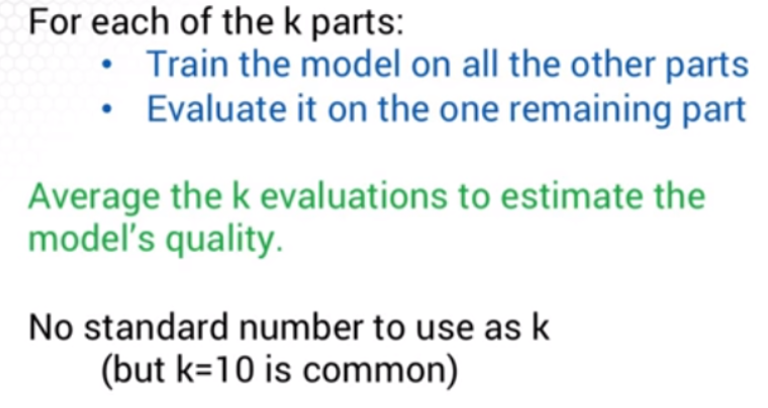 For each of the k parts:
• Train the model on all the other parts
• Evaluate it on the one remaining part
Average the k evaluations to estimate the
model's quality.
No standard number to use as k
(but k=10 is common)